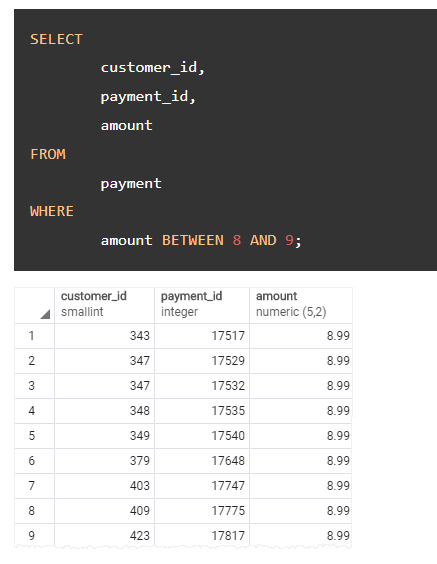 SELECT
customer_id,
payment_id,
amount
FROM
payment
WHERE
amount BETWEEN 8 AND 9;
customer_id payment_id amount
smallint integer numeric (5,2)
1 343 17517 8.99
2 347 17529 8.99
3 347 17532 8.99
4 348 17535 8.99
5 349 17540 8.99
6 379 17648 8.99
7 403 17747 8.99
8 409 17775 8.99
9 423 17817 8.99